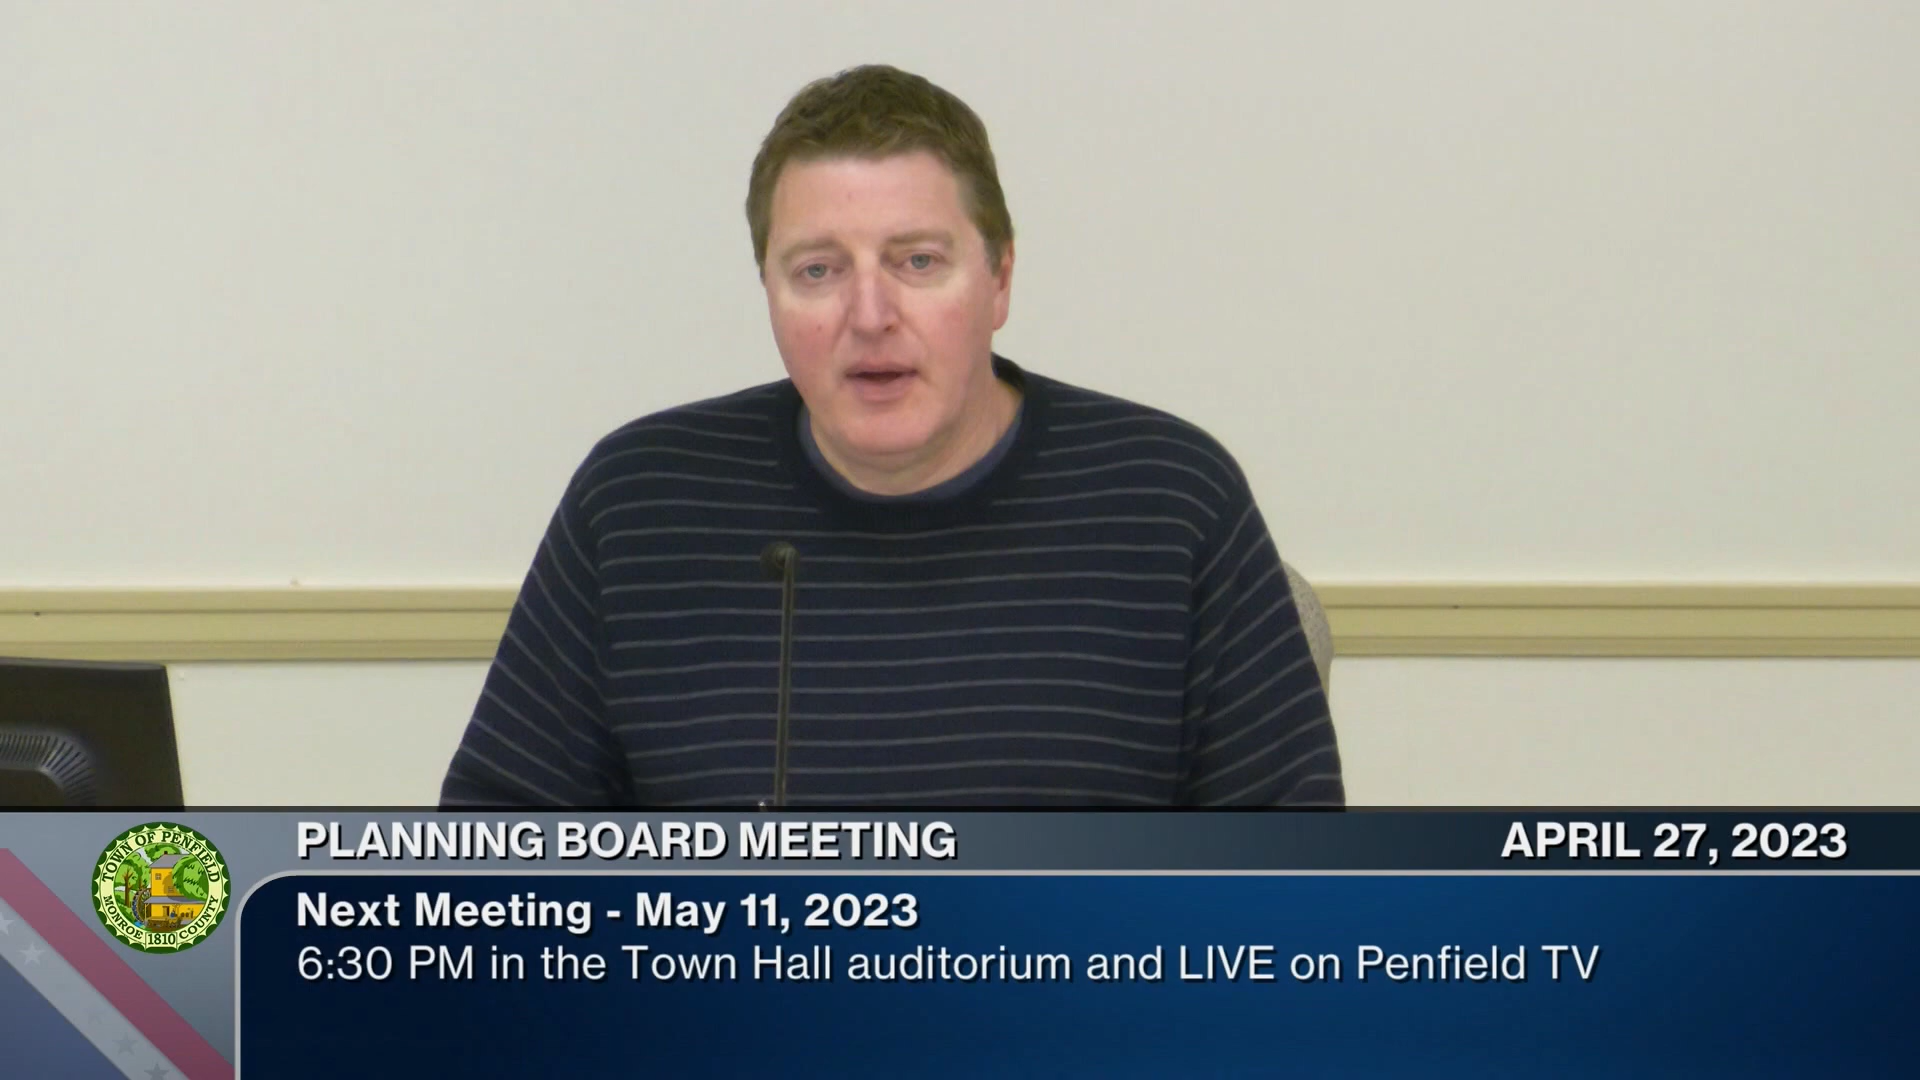 PLANNING BOARD MEETING
APRIL 27, 2023
TOWN OF PENFIELD
MONROE 1810 COUNTY
Next Meeting - May 11, 2023
6:30 PM in the Town Hall auditorium and LIVE on Penfield TV